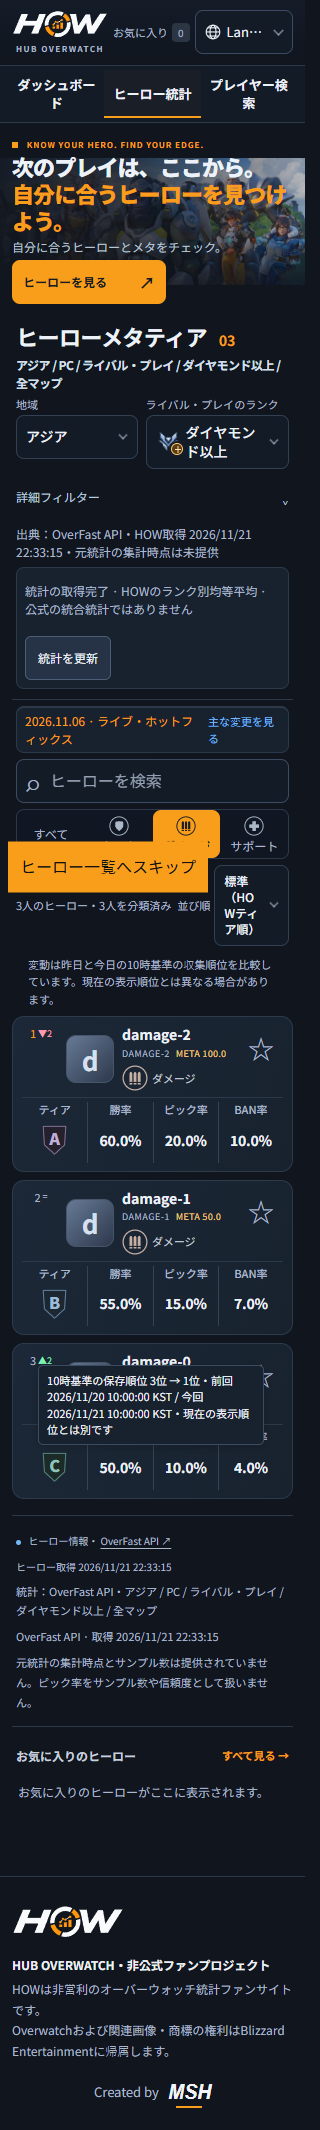 HOW
HUB OVERWATCH
お気に入り 0
Lan…
ダッシュボード
ヒーロー統計
プレイヤー検索
KNOW YOUR HERO. FIND YOUR EDGE.
次のプレイは、ここから。
自分に合うヒーローを見つけ
よう。
自分に合うヒーローとメタをチェック。
ヒーローを見る ↗
ヒーローメタティア 03
アジア / PC / ライバル・プレイ / ダイヤモンド以上 /
全マップ
地域
ライバル・プレイのランク
アジア
ダイヤモン
ド以上
詳細フィルター
出典：OverFast API・HOW取得 2026/11/21
22:33:15・元統計の集計時点は未提供
統計の取得完了 · HOWのランク別均等平均 ·
公式の統合統計ではありません
統計を更新
2026.11.06 · ライブ・ホットフ
ィックス
主な変更を見
る
ヒーローを検索
すべて
サポート
ヒーロー一覧へスキップ
3人のヒーロー・3人を分類済み
並び順
標準
（HO
Wティ
ア順）
変動は昨日と今日の10時基準の収集順位を比較し
ています。現在の表示順位とは異なる場合があり
ます。
1 ▼2
d
damage-2
DAMAGE-2 META 100.0
ダメージ
☆
ティア 勝率 ピック率 BAN率
A 60.0% 20.0% 10.0%
2 =
d
damage-1
DAMAGE-1 META 50.0
ダメージ
☆
ティア 勝率 ピック率 BAN率
B 55.0% 15.0% 7.0%
3 ▲2
damage-0
10時基準の保存順位 3位 → 1位・前回
2026/11/20 10:00:00 KST / 今回
2026/11/21 10:00:00 KST・現在の表示順
位とは別です
C 50.0% 10.0% 4.0%
ヒーロー情報・ OverFast API ↗
ヒーロー取得 2026/11/21 22:33:15
統計：OverFast API・アジア / PC / ライバル・プレイ /
ダイヤモンド以上 / 全マップ
OverFast API · 取得 2026/11/21 22:33:15
元統計の集計時点とサンプル数は提供されていませ
ん。ピック率をサンプル数や信頼度として扱いませ
ん。
お気に入りのヒーロー
すべて見る →
お気に入りのヒーローがここに表示されます。
HOW
HUB OVERWATCH・非公式ファンプロジェクト
HOWは非営利のオーバーウォッチ統計ファンサイト
です。
Overwatchおよび関連画像・商標の権利はBlizzard
Entertainmentに帰属します。
Created by MSH